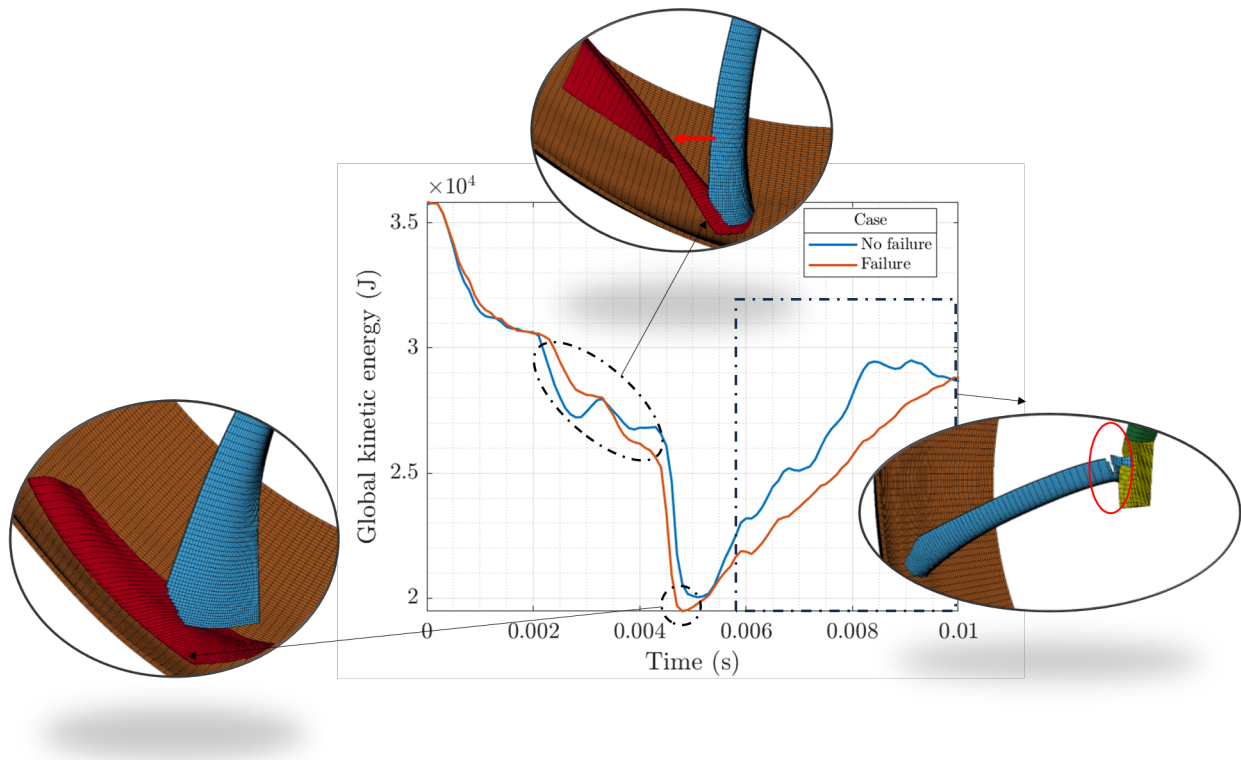 ×10⁴
3.5
3
2.5
2
Global kinetic energy (J)
0
0.002
0.004
0.006
0.008
0.01
Time (s)
Case
No failure
Failure